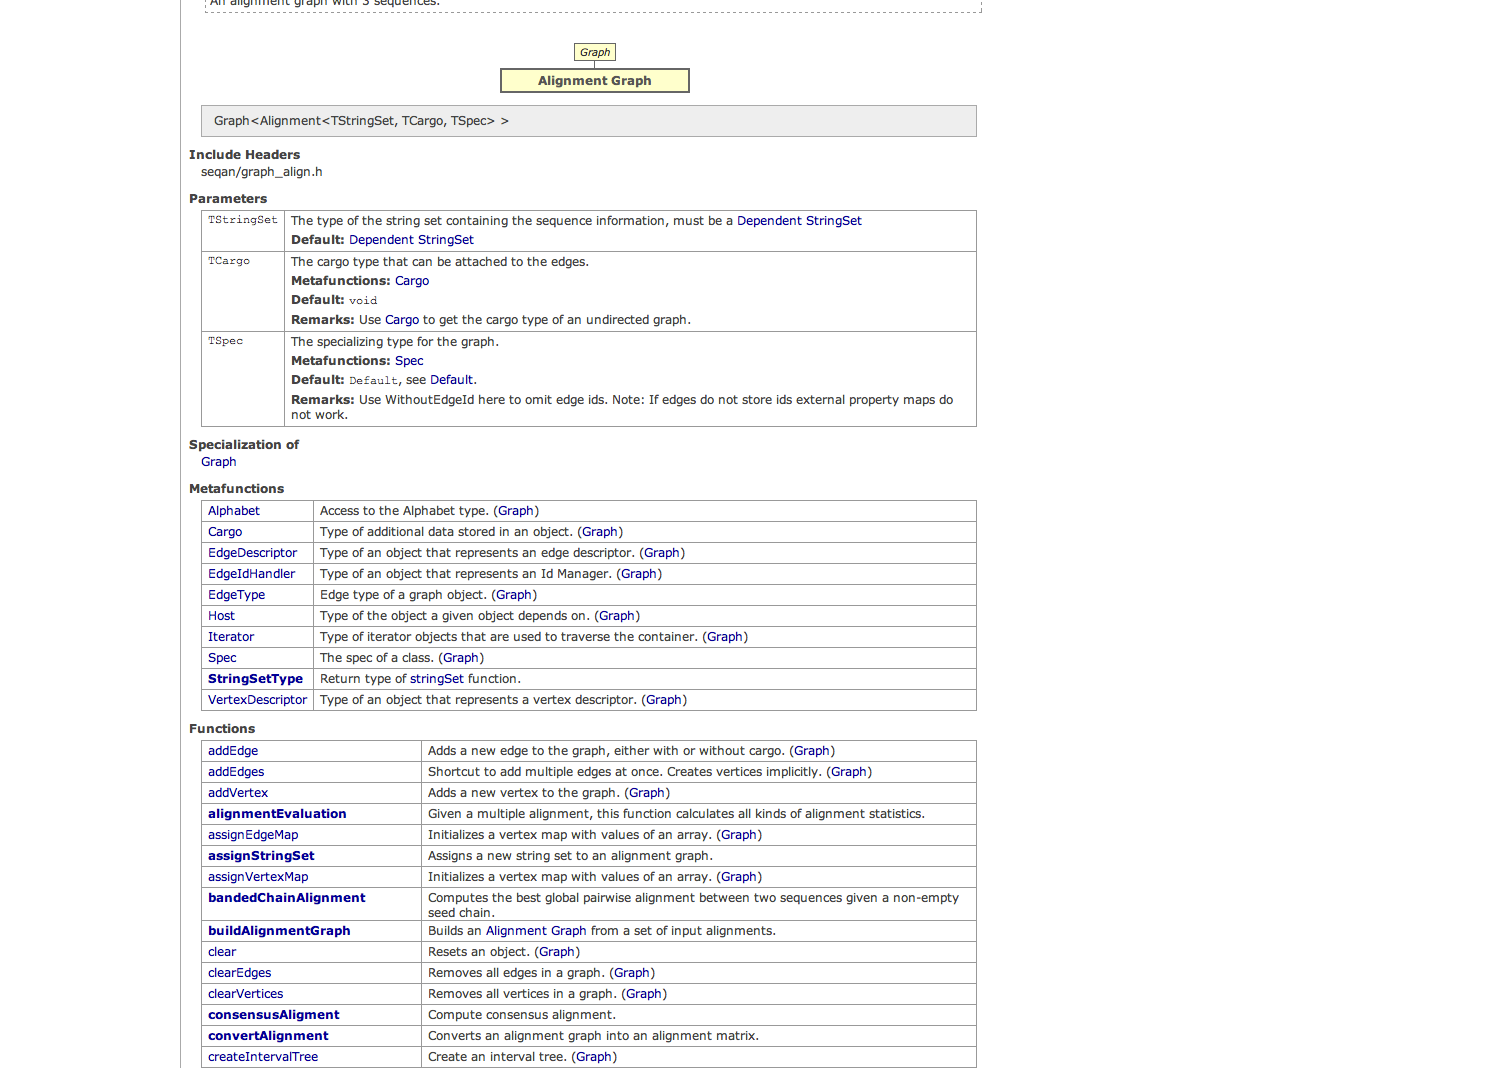 An alignment graph with 3 sequences.
Graph
Alignment Graph
Graph<Alignment<TStringSet, TCargo, TSpec> >
Include Headers
seqan/graph_align.h
Parameters
TStringSet The type of the string set containing the sequence information, must be a Dependent StringSet
Default: Dependent StringSet
TCargo The cargo type that can be attached to the edges.
Metafunctions: Cargo
Default: void
Remarks: Use Cargo to get the cargo type of an undirected graph.
TSpec The specializing type for the graph.
Metafunctions: Spec
Default: Default, see Default.
Remarks: Use WithoutEdgeId here to omit edge ids. Note: If edges do not store ids external property maps do
not work.
Specialization of
Graph
Metafunctions
Alphabet Access to the Alphabet type. (Graph)
Cargo Type of additional data stored in an object. (Graph)
EdgeDescriptor Type of an object that represents an edge descriptor. (Graph)
EdgeIdHandler Type of an object that represents an Id Manager. (Graph)
EdgeType Edge type of a graph object. (Graph)
Host Type of the object a given object depends on. (Graph)
Iterator Type of iterator objects that are used to traverse the container. (Graph)
Spec The spec of a class. (Graph)
StringSetType Return type of stringSet function.
VertexDescriptor Type of an object that represents a vertex descriptor. (Graph)
Functions
addEdge Adds a new edge to the graph, either with or without cargo. (Graph)
addEdges Shortcut to add multiple edges at once. Creates vertices implicitly. (Graph)
addVertex Adds a new vertex to the graph. (Graph)
alignmentEvaluation Given a multiple alignment, this function calculates all kinds of alignment statistics.
assignEdgeMap Initializes a vertex map with values of an array. (Graph)
assignStringSet Assigns a new string set to an alignment graph.
assignVertexMap Initializes a vertex map with values of an array. (Graph)
bandedChainAlignment Computes the best global pairwise alignment between two sequences given a non-empty
seed chain.
buildAlignmentGraph Builds an Alignment Graph from a set of input alignments.
clear Resets an object. (Graph)
clearEdges Removes all edges in a graph. (Graph)
clearVertices Removes all vertices in a graph. (Graph)
consensusAligment Compute consensus alignment.
convertAlignment Converts an alignment graph into an alignment matrix.
createIntervalTree Create an interval tree. (Graph)